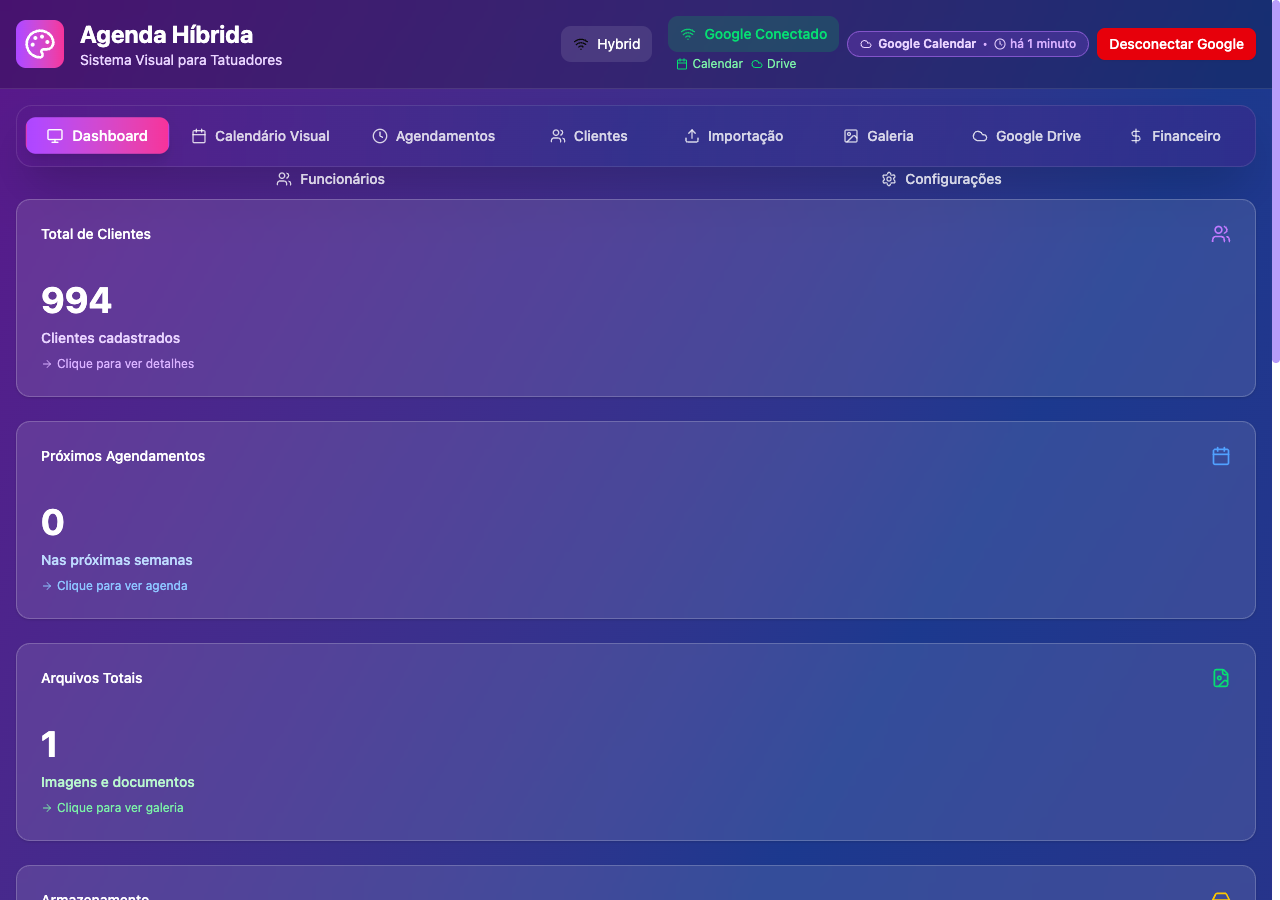 Agenda Híbrida
Sistema Visual para Tatuadores
Hybrid
Google Conectado
Calendar Drive
Google Calendar • há 1 minuto
Desconectar Google
Dashboard Calendário Visual Agendamentos Clientes Importação Galeria Google Drive Financeiro
Funcionários Configurações
Total de Clientes
994
Clientes cadastrados
→ Clique para ver detalhes
Próximos Agendamentos
0
Nas próximas semanas
→ Clique para ver agenda
Arquivos Totais
1
Imagens e documentos
→ Clique para ver galeria
Armazenamento